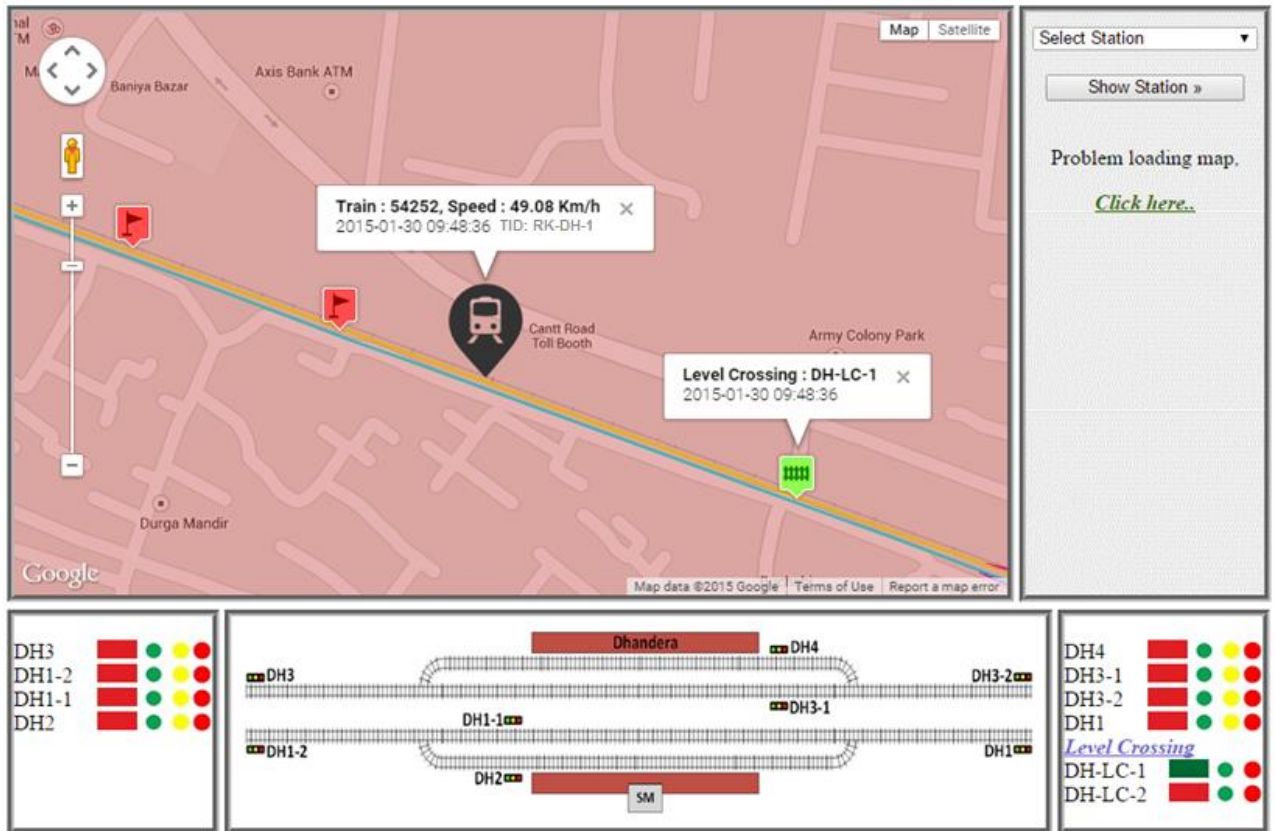 Map Satellite
Baniya Bazar
Axis Bank ATM
Train : 54252, Speed : 49.08 Km/h
2015-01-30 09:48:36 TID: RK-DH-1
Cantt Road
Toll Booth
Army Colony Park
Level Crossing : DH-LC-1
2015-01-30 09:48:36
Durga Mandir
Google
Map data ©2015 Google Terms of Use Report a map error
Select Station
Show Station »
Problem loading map.
Click here..
DH3
DH1-2
DH1-1
DH2
Dhandera
DH4
DH3
DH3-2
DH3-1
DH1-1
DH1-2
DH1
DH2
SM
DH4
DH3-1
DH3-2
DH1
Level Crossing
DH-LC-1
DH-LC-2